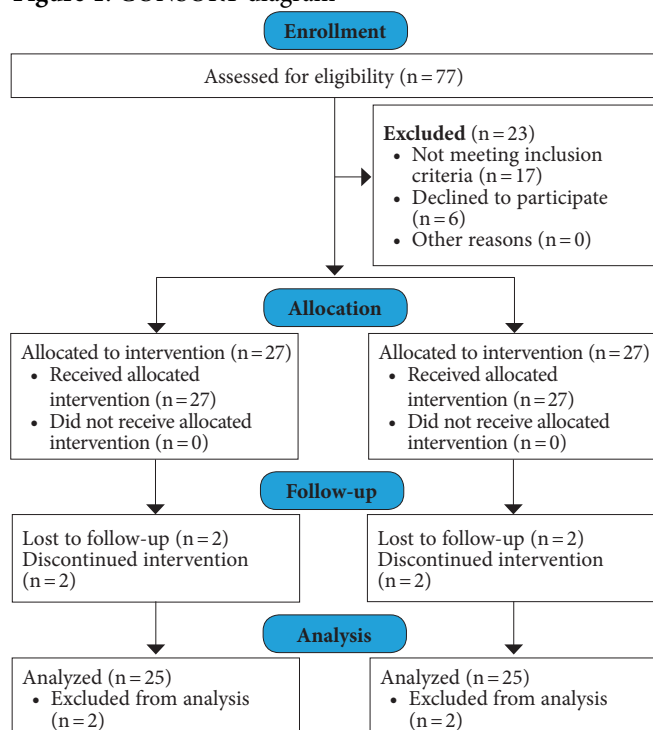 Enrollment
Assessed for eligibility (n=77)
Excluded (n=23)
• Not meeting inclusion
criteria (n=17)
• Declined to participate
(n=6)
• Other reasons (n=0)
Allocation
Allocated to intervention (n=27)
• Received allocated
intervention (n=27)
• Did not receive allocated
intervention (n=0)
Allocated to intervention (n=27)
• Received allocated
intervention (n=27)
• Did not receive allocated
intervention (n=0)
Follow-up
Lost to follow-up (n=2)
Discontinued intervention
(n=2)
Lost to follow-up (n=2)
Discontinued intervention
(n=2)
Analysis
Analyzed (n=25)
• Excluded from analysis
(n=2)
Analyzed (n=25)
• Excluded from analysis
(n=2)